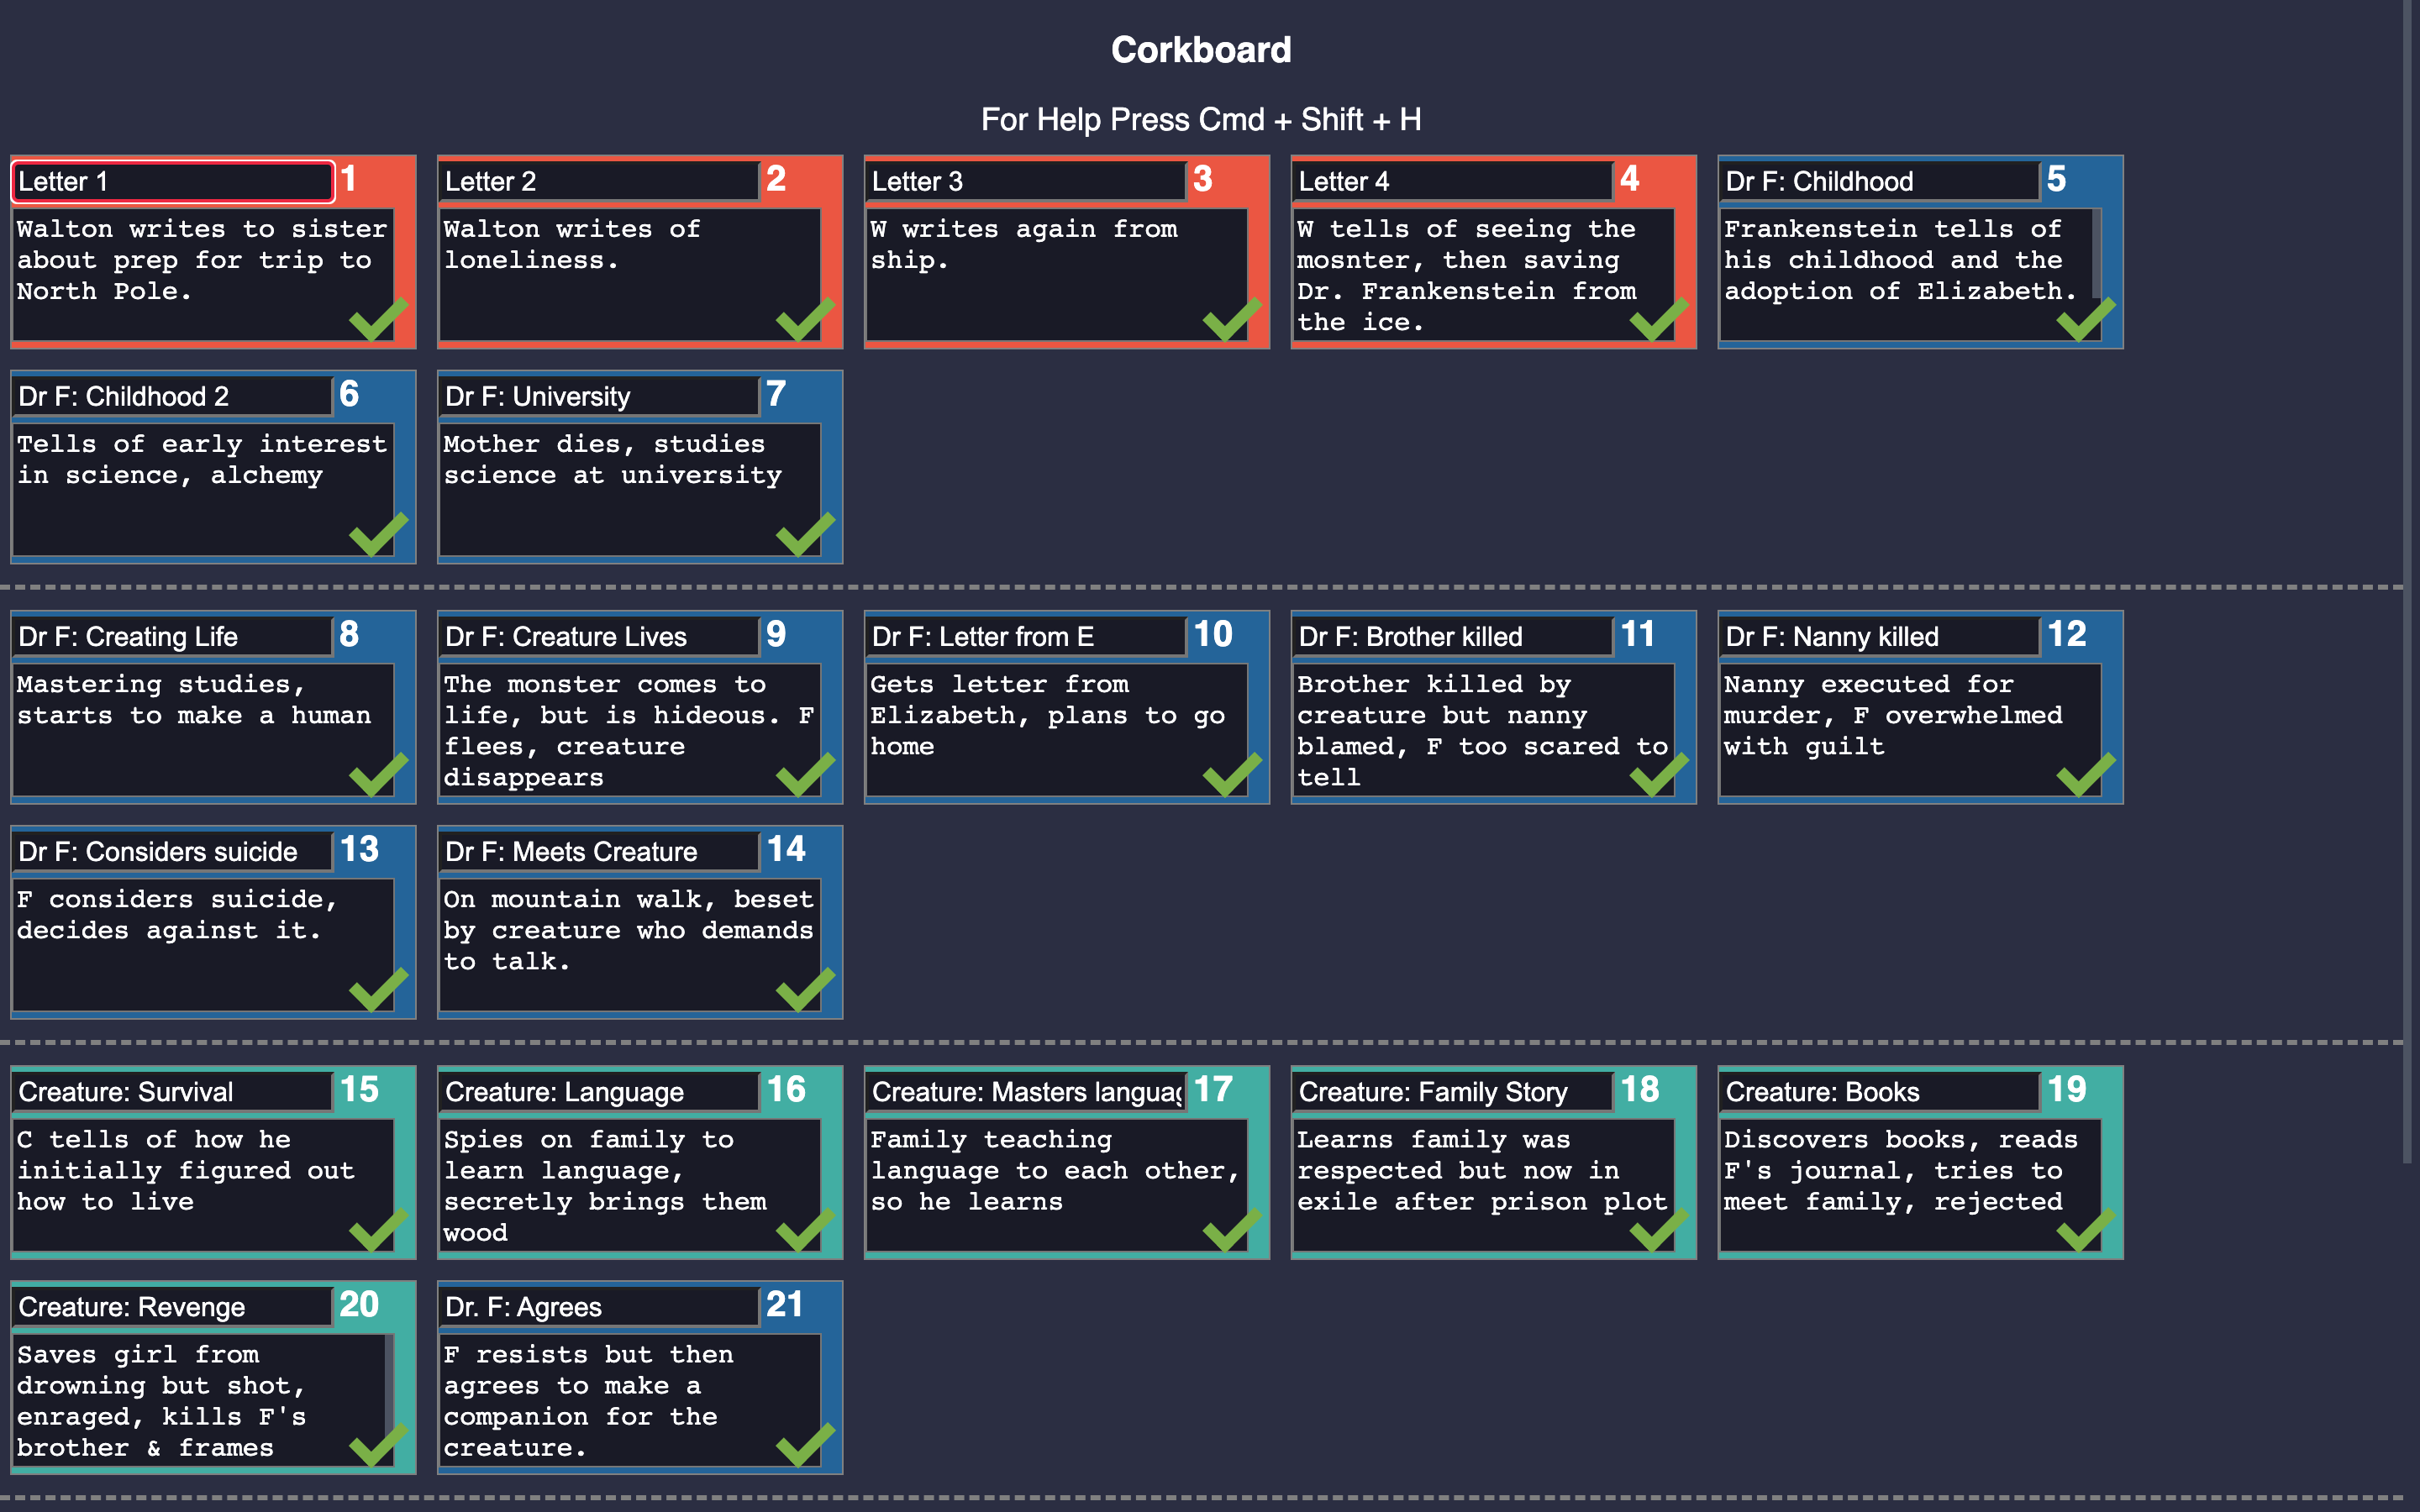 Corkboard
For Help Press Cmd + Shift + H
Letter 1
1
Walton writes to sister
about prep for trip to
North Pole.
Letter 2
2
Walton writes of
loneliness.
Letter 3
3
W writes again from
ship.
Letter 4
4
W tells of seeing the
mosnter, then saving
Dr. Frankenstein from
the ice.
Dr F: Childhood
5
Frankenstein tells of
his childhood and the
adoption of Elizabeth.
Dr F: Childhood 2
6
Tells of early interest
in science, alchemy
Dr F: University
7
Mother dies, studies
science at university
Dr F: Creating Life
8
Mastering studies,
starts to make a human
Dr F: Creature Lives
9
The monster comes to
life, but is hideous. F
flees, creature
disappears
Dr F: Letter from E
10
Gets letter from
Elizabeth, plans to go
home
Dr F: Brother killed
11
Brother killed by
creature but nanny
blamed, F too scared to
tell
Dr F: Nanny killed
12
Nanny executed for
murder, F overwhelmed
with guilt
Dr F: Considers suicide
13
F considers suicide,
decides against it.
Dr F: Meets Creature
14
On mountain walk, beset
by creature who demands
to talk.
Creature: Survival
15
C tells of how he
initially figured out
how to live
Creature: Language
16
Spies on family to
learn language,
secretly brings them
wood
Creature: Masters languag
17
Family teaching
language to each other,
so he learns
Creature: Family Story
18
Learns family was
respected but now in
exile after prison plot
Creature: Books
19
Discovers books, reads
F's journal, tries to
meet family, rejected
Creature: Revenge
20
Saves girl from
drowning but shot,
enraged, kills F's
brother & frames
Dr. F: Agrees
21
F resists but then
agrees to make a
companion for the
creature.